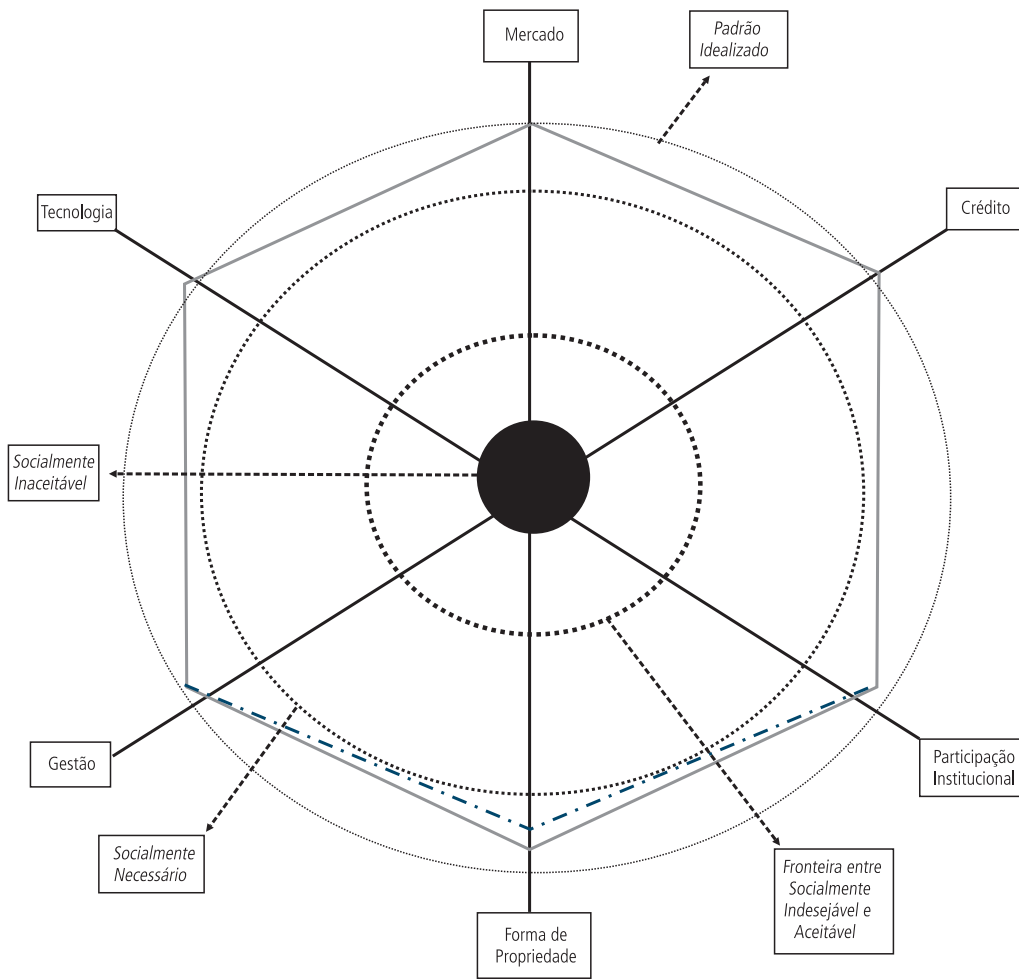 Mercado
Padrão
Idealizado
Tecnologia
Crédito
Socialmente
Inaceitável
Gestão
Participação
Institucional
Socialmente
Necessário
Forma de
Propriedade
Fronteira entre
Socialmente
Indesejável e
Aceitável